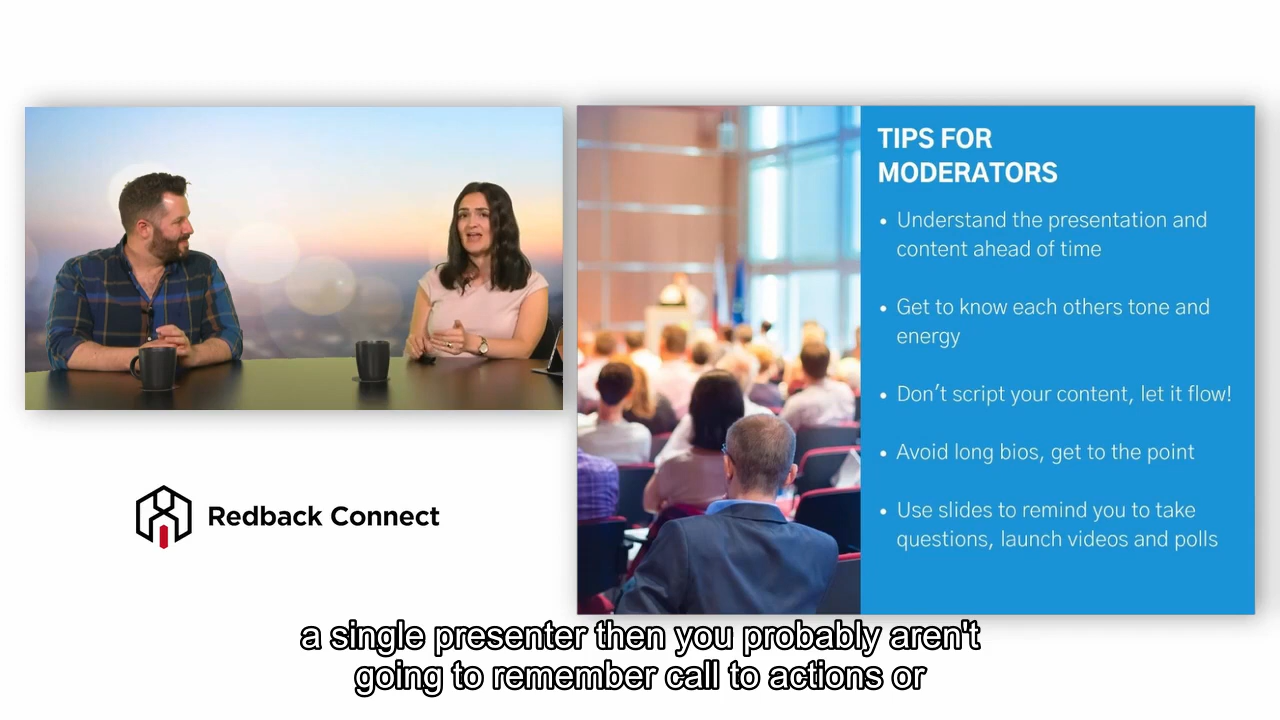 TIPS FOR
MODERATORS
• Understand the presentation and
content ahead of time
• Get to know each others tone and
energy
• Don't script your content, let it flow!
• Avoid long bios, get to the point
• Use slides to remind you to take
questions, launch videos and polls
Redback Connect
a single presenter then you probably aren't
going to remember call to actions or